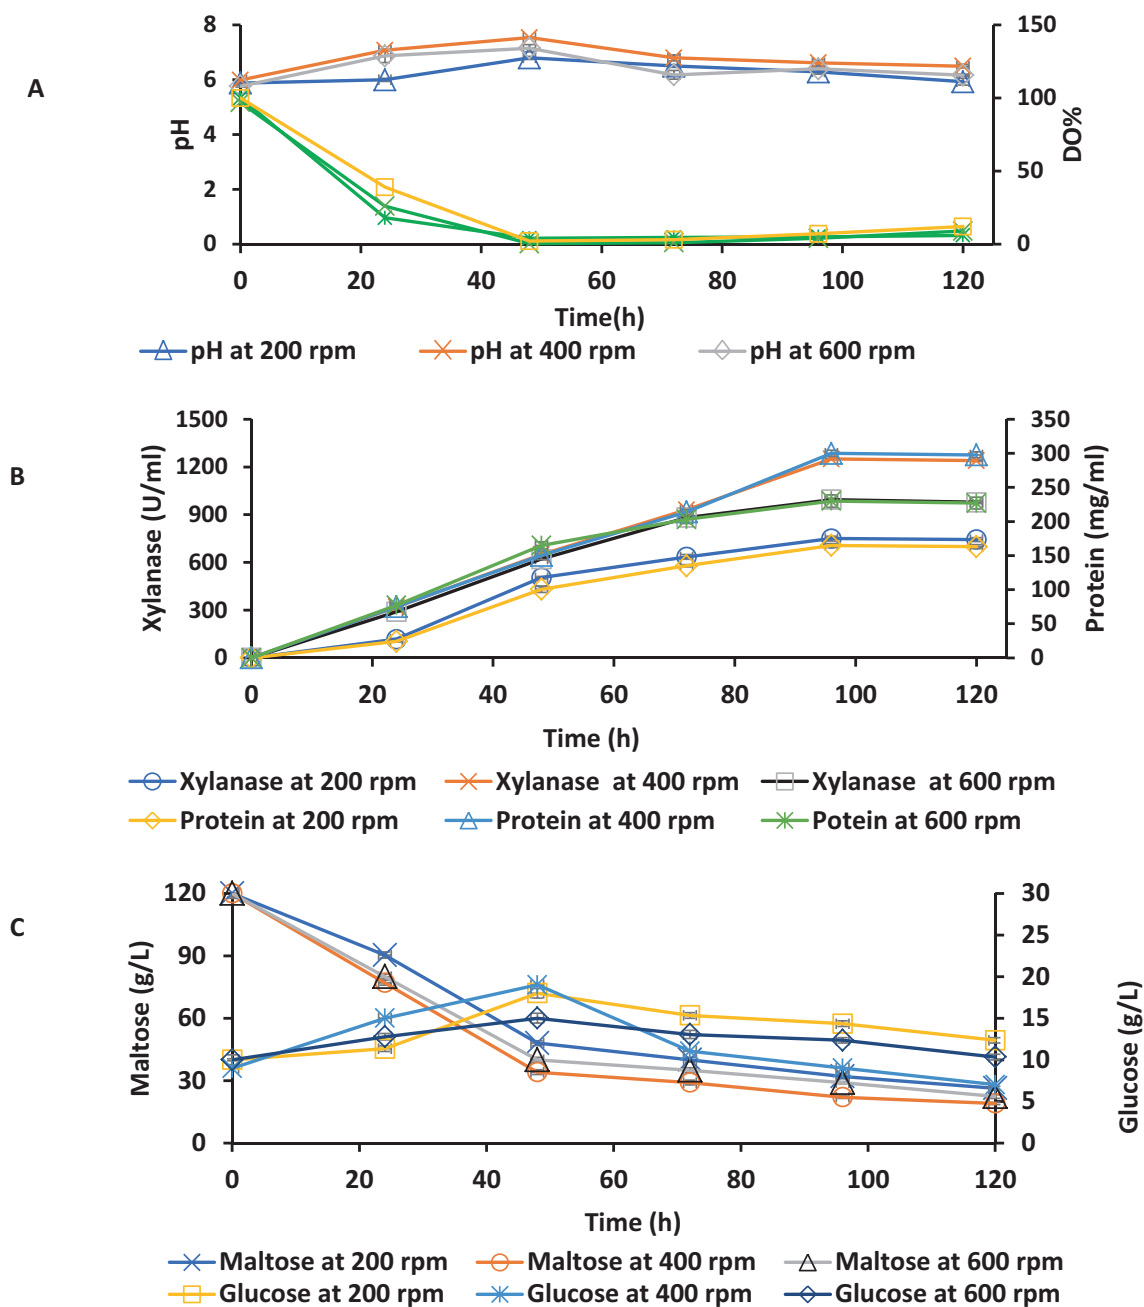 A
8
6
4
2
0
pH
150
100
50
0
DO%
0 20 40 60 80 100 120
Time(h)
pH at 200 rpm pH at 400 rpm pH at 600 rpm
B
1500
1200
900
600
300
0
Xylanase (U/ml)
350
300
250
200
150
100
50
0
Protein (mg/ml)
0 20 40 60 80 100 120
Time (h)
Xylanase at 200 rpm Xylanase at 400 rpm Xylanase at 600 rpm
Protein at 200 rpm Protein at 400 rpm Potein at 600 rpm
C
120
90
60
30
0
Maltose (g/L)
30
25
20
15
10
5
0
Glucose (g/L)
0 20 40 60 80 100 120
Time (h)
Maltose at 200 rpm Maltose at 400 rpm Maltose at 600 rpm
Glucose at 200 rpm Glucose at 400 rpm Glucose at 600 rpm